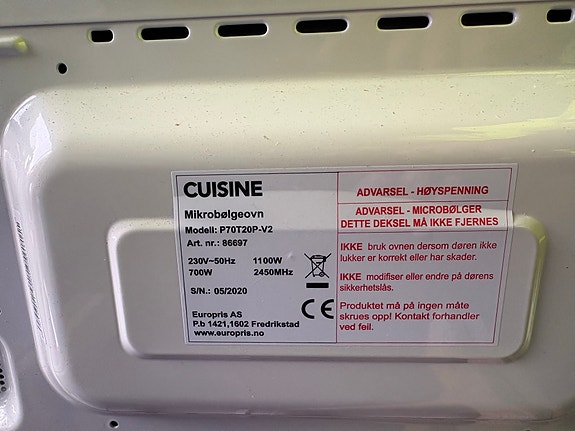 CUISINE
Mikrobølgeovn
Modell: P70T20P-V2
Art. nr.: 86697
230V~50Hz 1100W
700W 2450MHz
S/N.: 05/2020
CE
Europris AS
P.b 1421,1602 Fredrikstad
www.europris.no
ADVARSEL - HØYSPENNING
ADVARSEL - MICROBØLGER
DETTE DEKSEL MÅ IKKE FJERNES
IKKE bruk ovnen dersom døren ikke
lukker er korrekt eller har skader.
IKKE modifiser eller endre på dørens
sikkerhetslås.
Produktet må på ingen måte
skrues opp! Kontakt forhandler
ved feil.